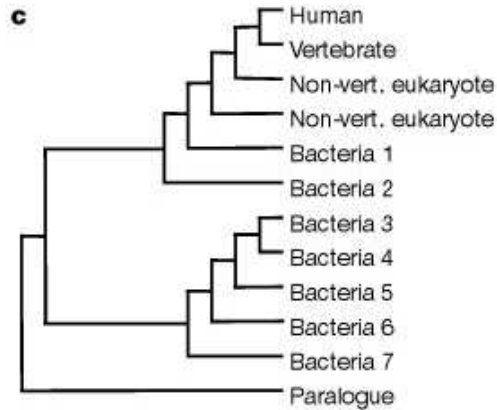 c
Human
Vertebrate
Non-vert. eukaryote
Non-vert. eukaryote
Bacteria 1
Bacteria 2
Bacteria 3
Bacteria 4
Bacteria 5
Bacteria 6
Bacteria 7
Paralogue